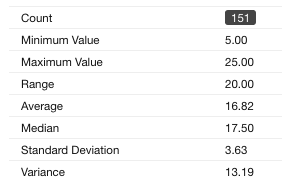 Count 151
Minimum Value 5.00
Maximum Value 25.00
Range 20.00
Average 16.82
Median 17.50
Standard Deviation 3.63
Variance 13.19